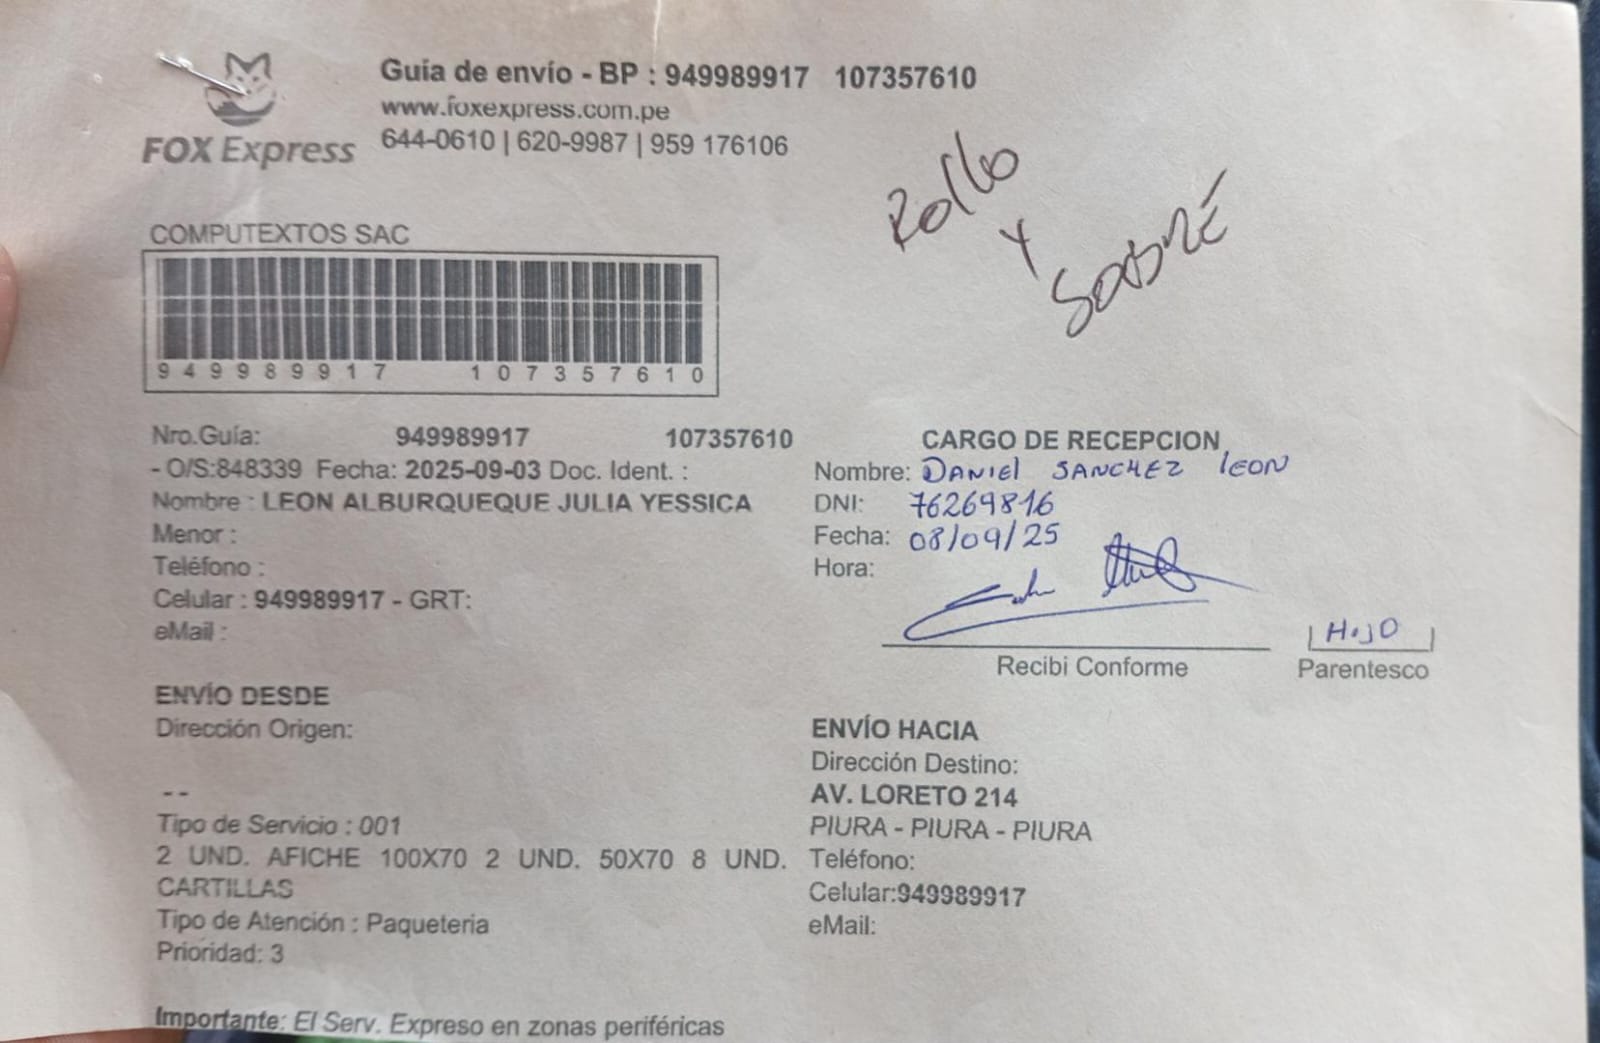 Guia de envío - BP : 949989917 107357610
www.foxexpress.com.pe
644-0610 | 620-9987 | 959 176106
FOX Express
Rollo
Y
SOBRE
COMPUTEXTOS SAC
949989917 107357610
Nro.Guía: 949989917 107357610
- O/S:848339 Fecha: 2025-09-03 Doc. Ident. :
Nombre : LEON ALBURQUEQUE JULIA YESSICA
Menor :
Teléfono :
Celular : 949989917 - GRT:
eMail :
CARGO DE RECEPCION
Nombre: DANIEL SANCHEZ LEON
DNI: 76269816
Fecha: 08/09/25
Hora:
Recibi Conforme
HIJO
Parentesco
ENVÍO DESDE
Dirección Origen:
- -
Tipo de Servicio : 001
2 UND. AFICHE 100X70 2 UND. 50X70 8 UND.
CARTILLAS
Tipo de Atención : Paqueteria
Prioridad: 3
ENVÍO HACIA
Dirección Destino:
AV. LORETO 214
PIURA - PIURA - PIURA
Teléfono:
Celular:949989917
eMail:
Importante: El Serv. Expreso en zonas periféricas